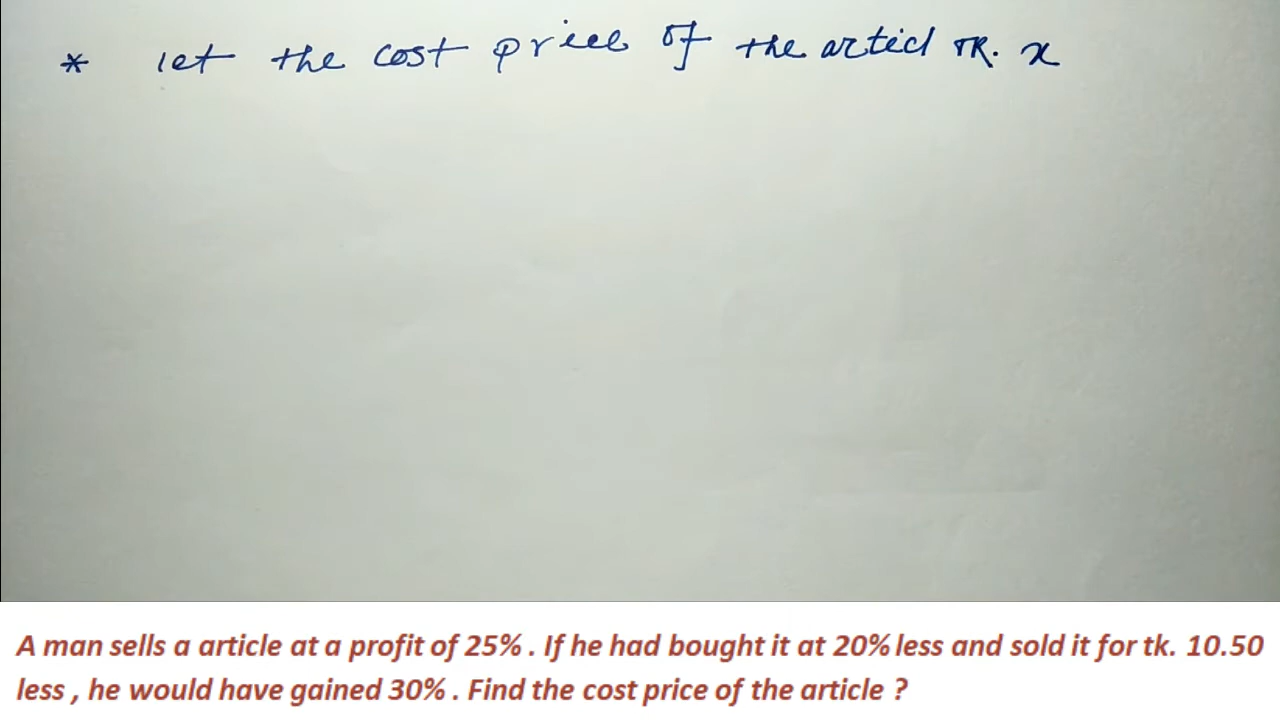 * let the cost price of the articl TK. x
A man sells a article at a profit of 25% . If he had bought it at 20% less and sold it for tk. 10.50
less , he would have gained 30% . Find the cost price of the article ?